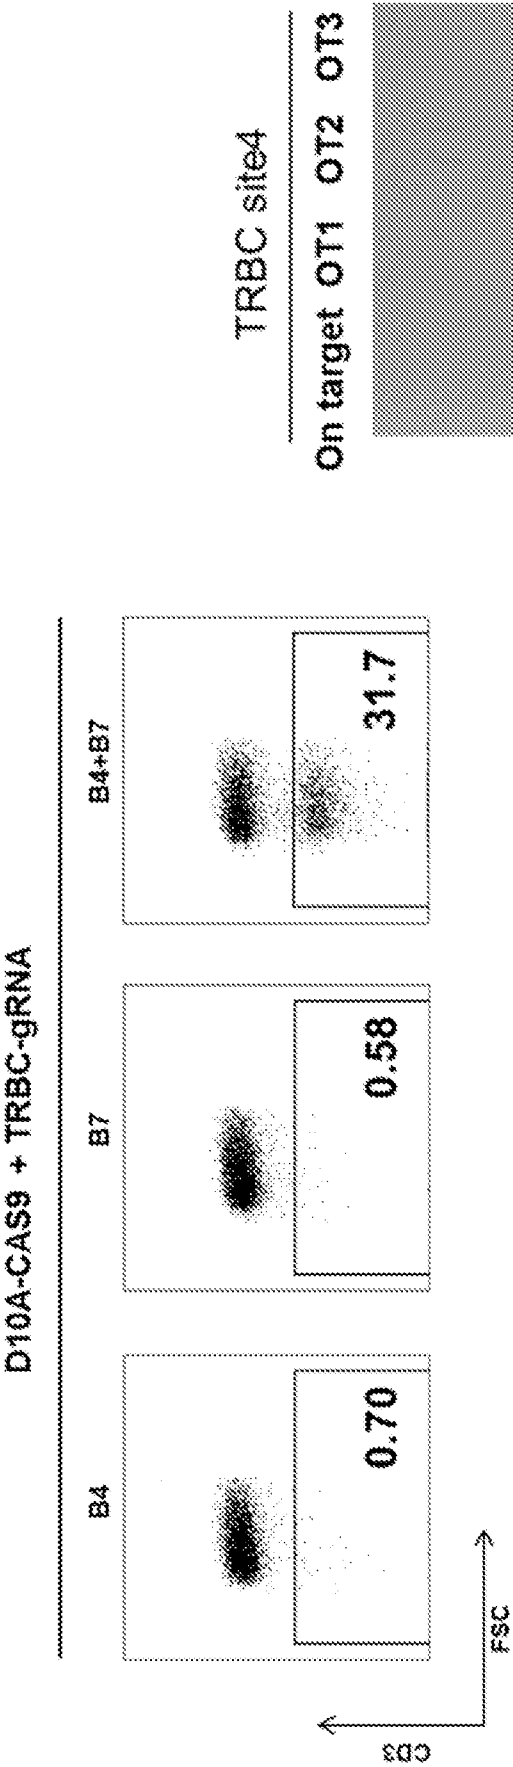 D10A-CAS9 + TRBC-gRNA
B4
B7
B4+B7
0.70
0.58
31.7
CD3
FSC
TRBC site4
On target OT1 OT2 OT3